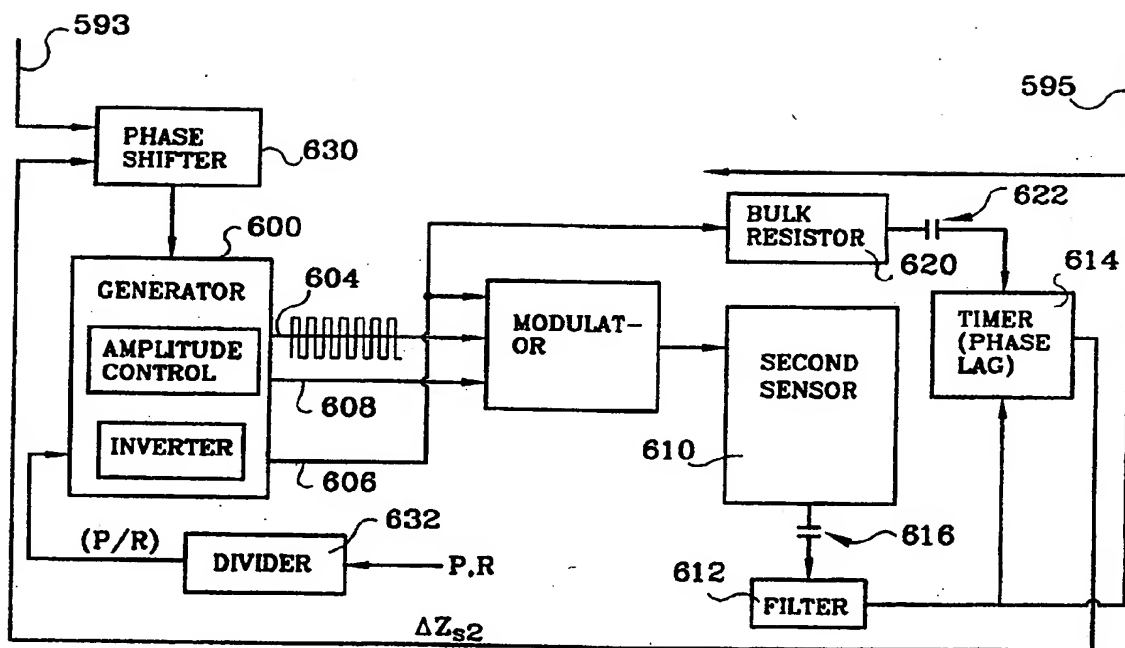 593
PHASE
SHIFTER
630
595
600
GENERATOR
604
AMPLITUDE
CONTROL
608
INVERTER
606
MODULAT-
OR
BULK
RESISTOR
620
622
614
TIMER
(PHASE
LAG)
SECOND
SENSOR
610
616
612
FILTER
(P/R)
DIVIDER
632
P,R
ΔZs2